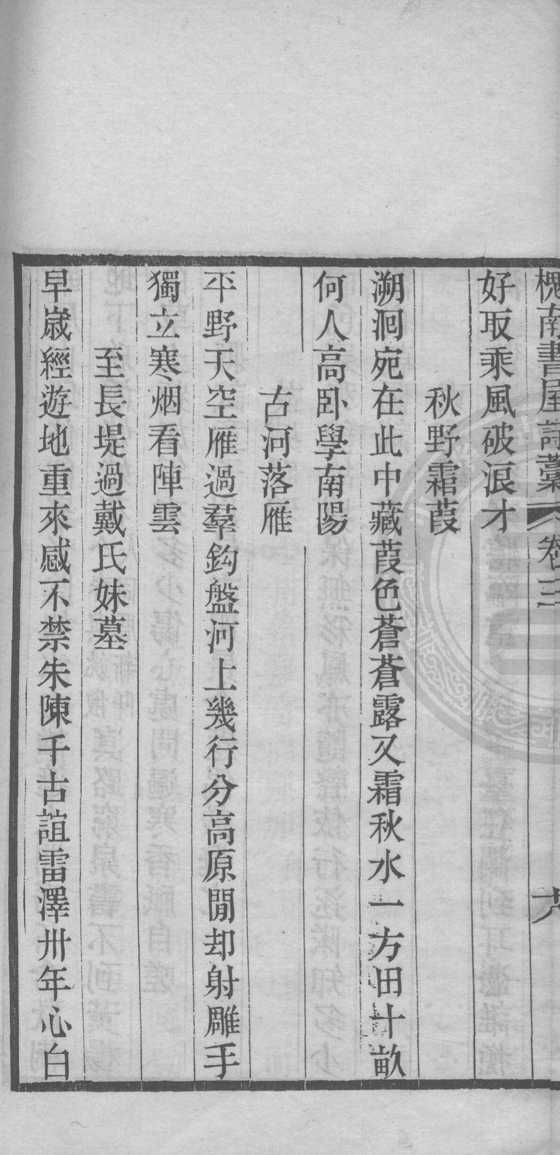 槐南書屋詩藁 卷三 六
好取乘風破浪才
秋野霜葭
溯洄宛在此中藏葭色蒼蒼露又霜秋水一方田十畝
何人高卧學南陽
古河落雁
平野天空雁過羣鈎盤河上幾行分高原閒却射雕手
獨立寒烟看陣雲
至長堤過戴氏妹墓
早歲經遊地重來感不禁朱陳千古誼雷澤卅年心白